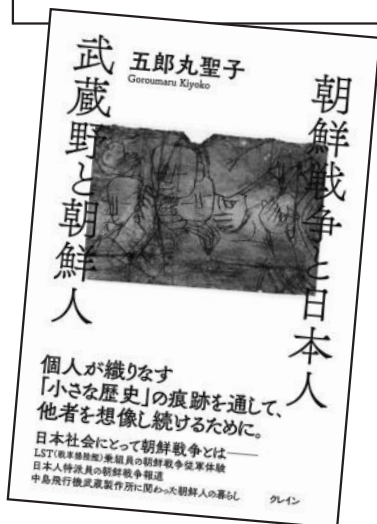 朝鮮戦争と日本人
武蔵野と朝鮮人
五郎丸聖子
Goroumaru Kiyoko
個人が織りなす
「小さな歴史」の痕跡を通して、
他者を想像し続けるために。
日本社会にとって朝鮮戦争とは――
LST(戦車揚陸艦)乗組員の朝鮮戦争従軍体験
日本人特派員の朝鮮戦争報道
中島飛行機武蔵製作所に関わった朝鮮人の暮らし
クレイン